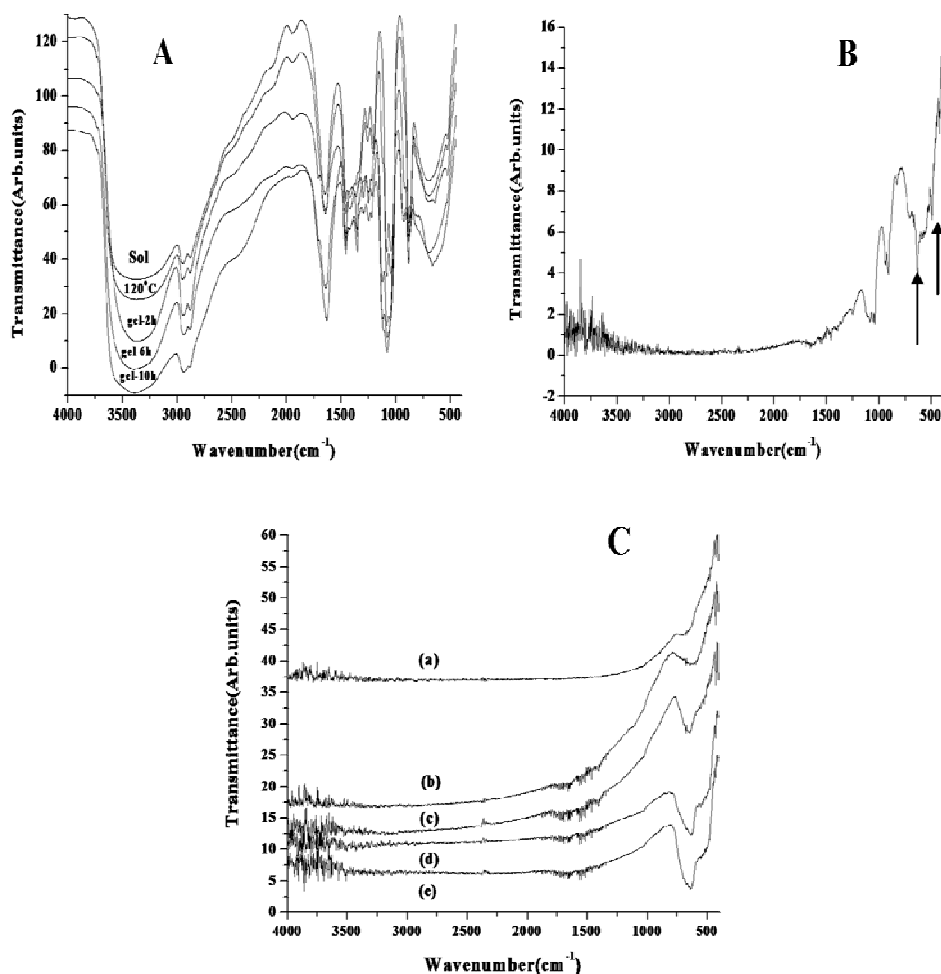 A
Transmittance(Arb.units)
120
100
80
60
40
20
0
Sol
120°C
gel-2h
gel 6h
gel-10h
4000 3500 3000 2500 2000 1500 1000 500
Wavenumber(cm-1)
B
Transmittance(Arb.units)
16
14
12
10
8
6
4
2
0
-2
4000 3500 3000 2500 2000 1500 1000 500
Wavenumber(cm-1)
C
Transmittance(Arb.units)
60
55
50
45
40
35
30
25
20
15
10
5
0
(a)
(b)
(c)
(d)
(e)
4000 3500 3000 2500 2000 1500 1000 500
Wavenumber(cm-1)